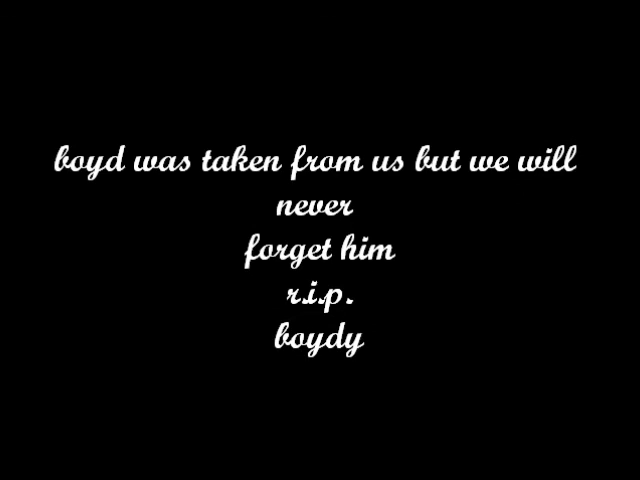 boyd was taken from us but we will
never
forget him
r.i.p.
boydy